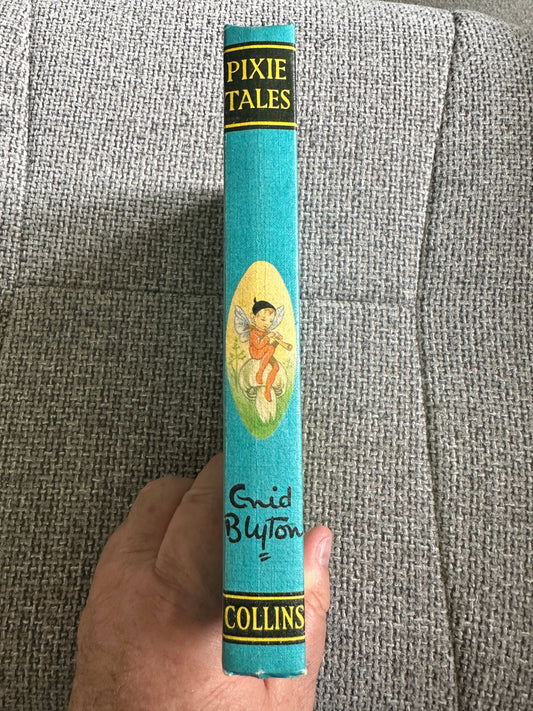 PIXIE
TALES
Enid
Blyton
COLLINS